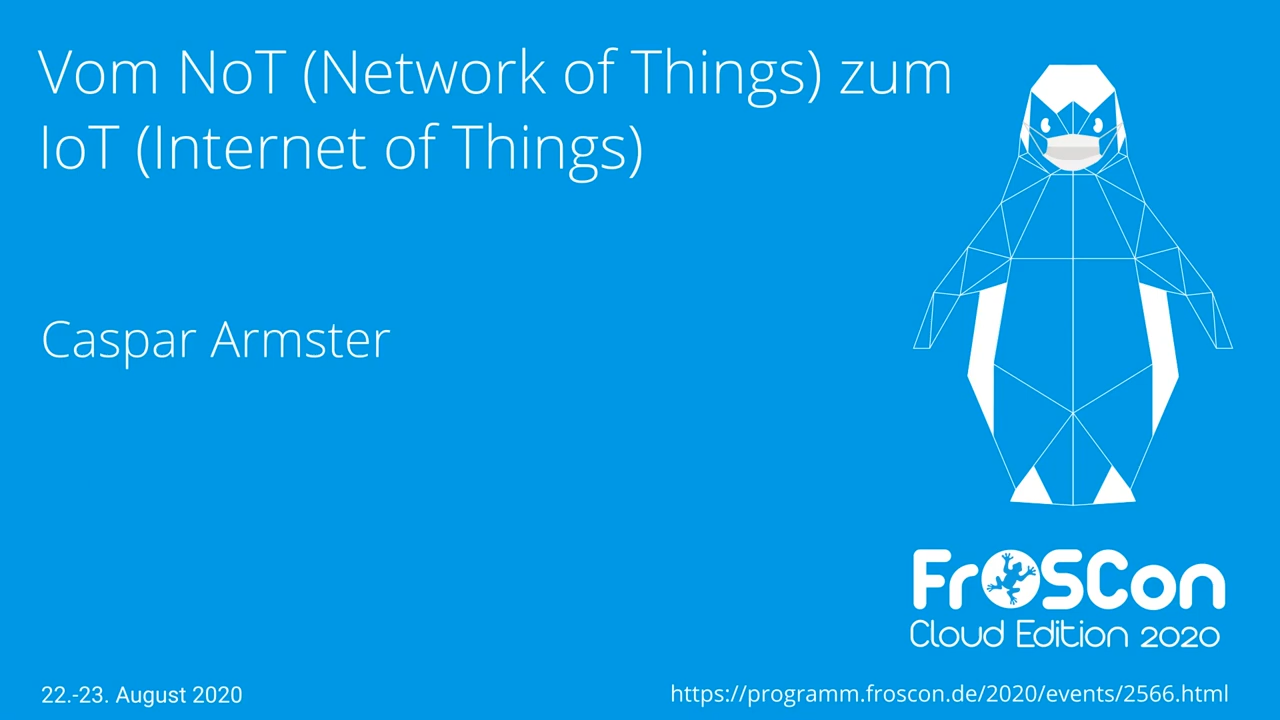 Vom NoT (Network of Things) zum
IoT (Internet of Things)
Caspar Armster
FrOSCon
Cloud Edition 2020
22.-23. August 2020
https://programm.froscon.de/2020/events/2566.html